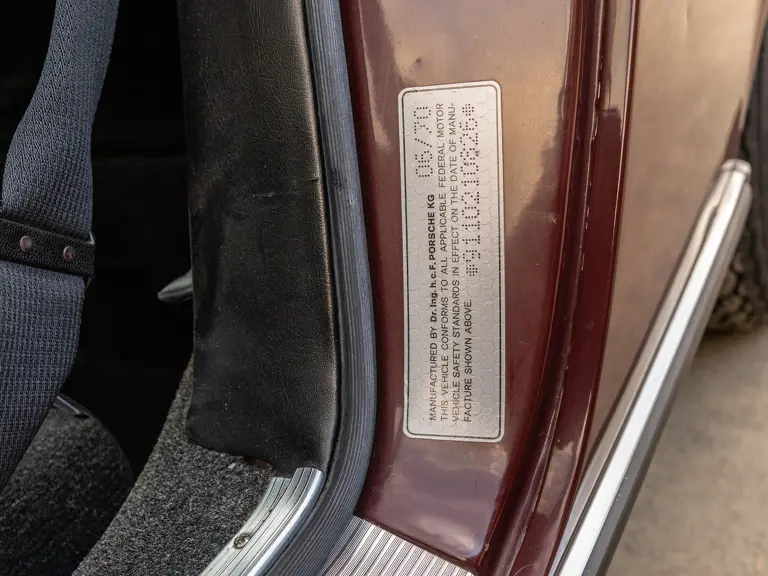 MANUFACTURED BY Dr. Ing. h. c. F. PORSCHE KG 06/70
THIS VEHICLE CONFORMS TO ALL APPLICABLE FEDERAL MOTOR
VEHICLE SAFETY STANDARDS IN EFFECT ON THE DATE OF MANU-
FACTURE SHOWN ABOVE. *9110210826*